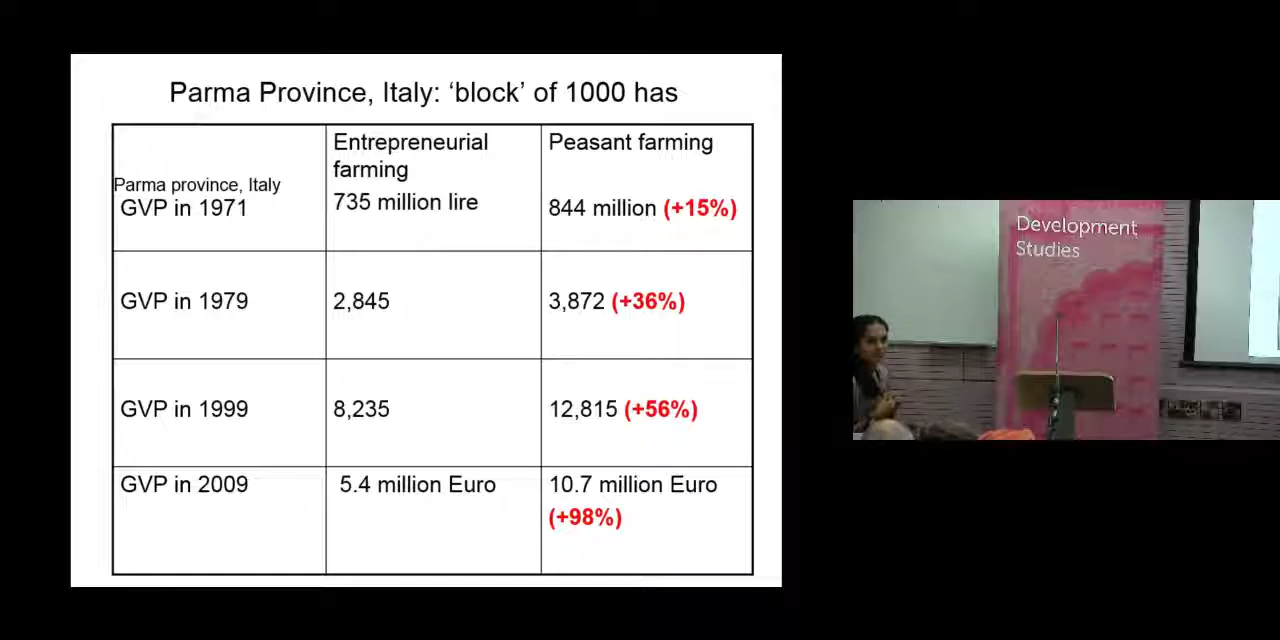 Parma Province, Italy: ‘block’ of 1000 has
Entrepreneurial farming
Peasant farming
Parma province, Italy
GVP in 1971
735 million lire
844 million (+15%)
GVP in 1979
2,845
3,872 (+36%)
GVP in 1999
8,235
12,815 (+56%)
GVP in 2009
5.4 million Euro
10.7 million Euro
(+98%)
Development
Studies